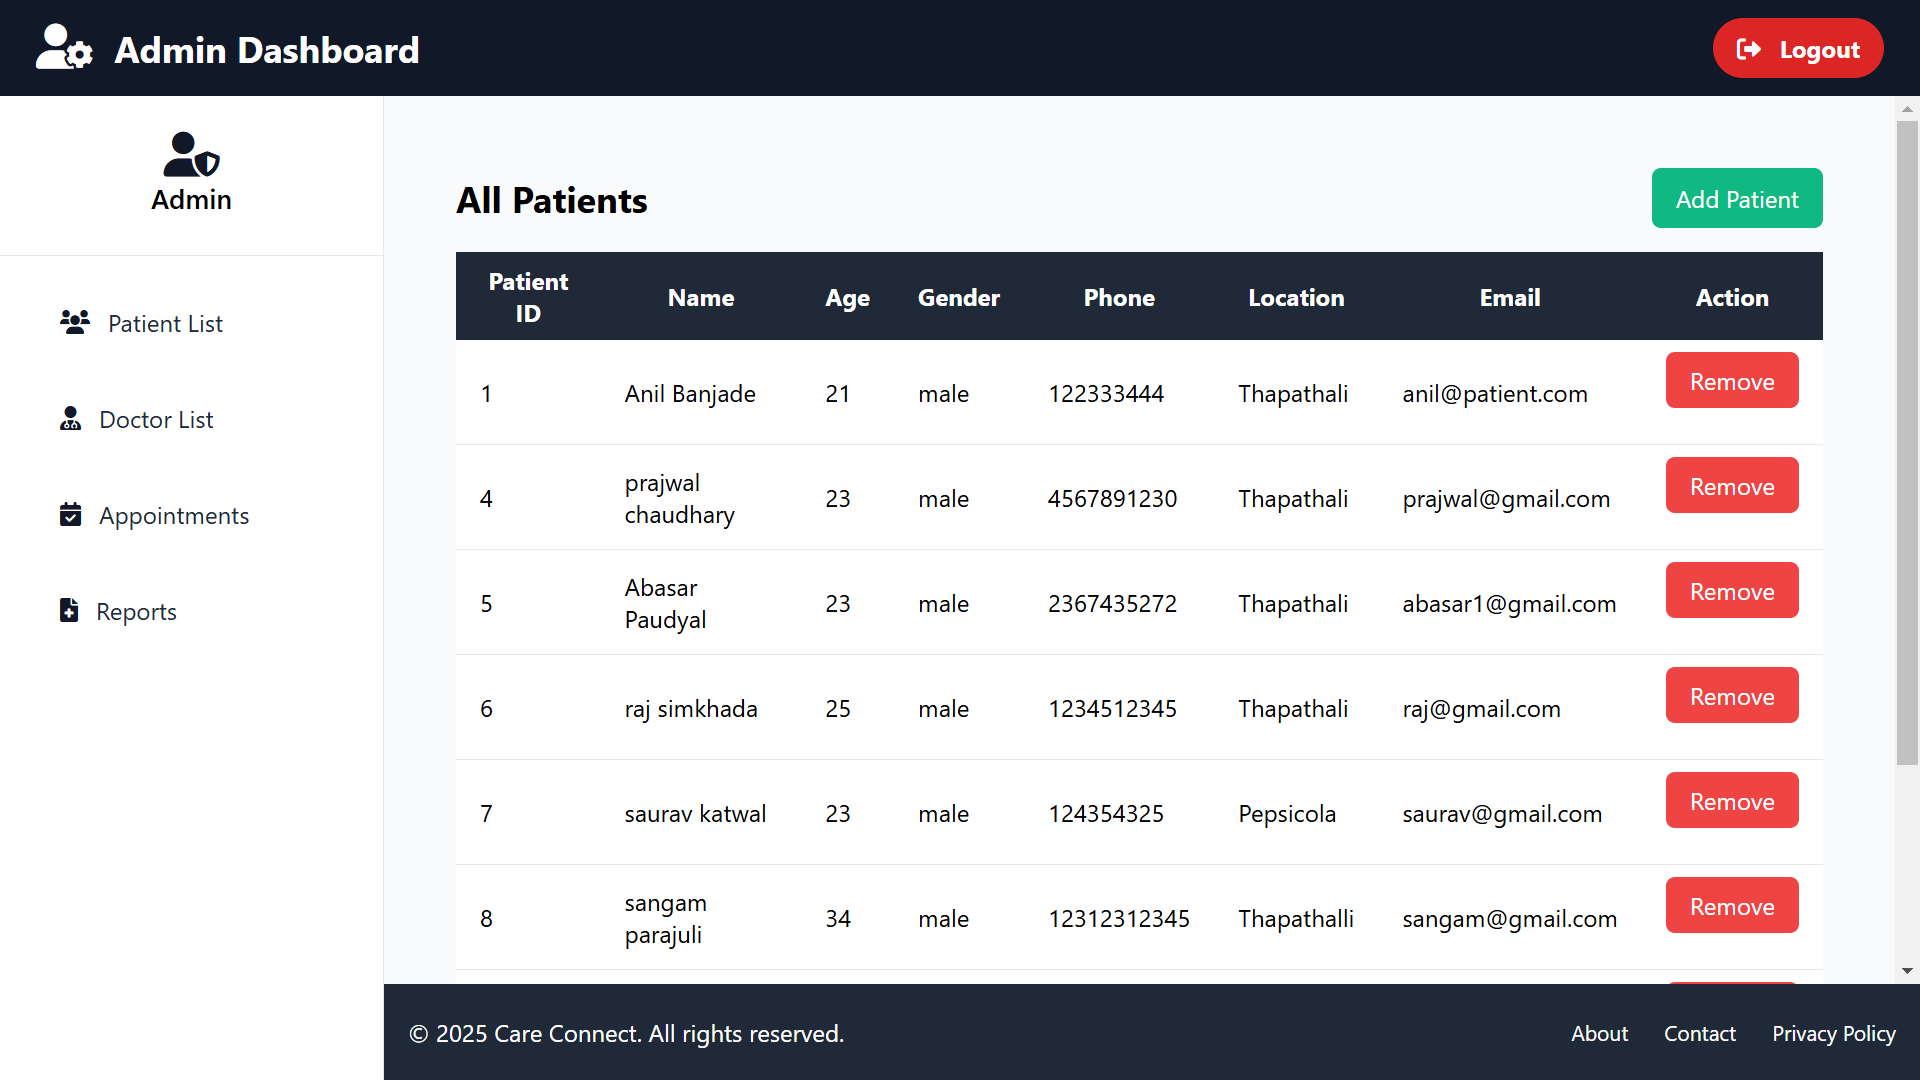 Admin Dashboard
Logout
Admin
Patient List
Doctor List
Appointments
Reports
All Patients
Add Patient
Patient ID Name Age Gender Phone Location Email Action
1 Anil Banjade 21 male 122333444 Thapathali anil@patient.com Remove
4 prajwal chaudhary 23 male 4567891230 Thapathali prajwal@gmail.com Remove
5 Abasar Paudyal 23 male 2367435272 Thapathali abasar1@gmail.com Remove
6 raj simkhada 25 male 1234512345 Thapathali raj@gmail.com Remove
7 saurav katwal 23 male 124354325 Pepsicola saurav@gmail.com Remove
8 sangam parajuli 34 male 12312312345 Thapathalli sangam@gmail.com Remove
© 2025 Care Connect. All rights reserved.
About Contact Privacy Policy